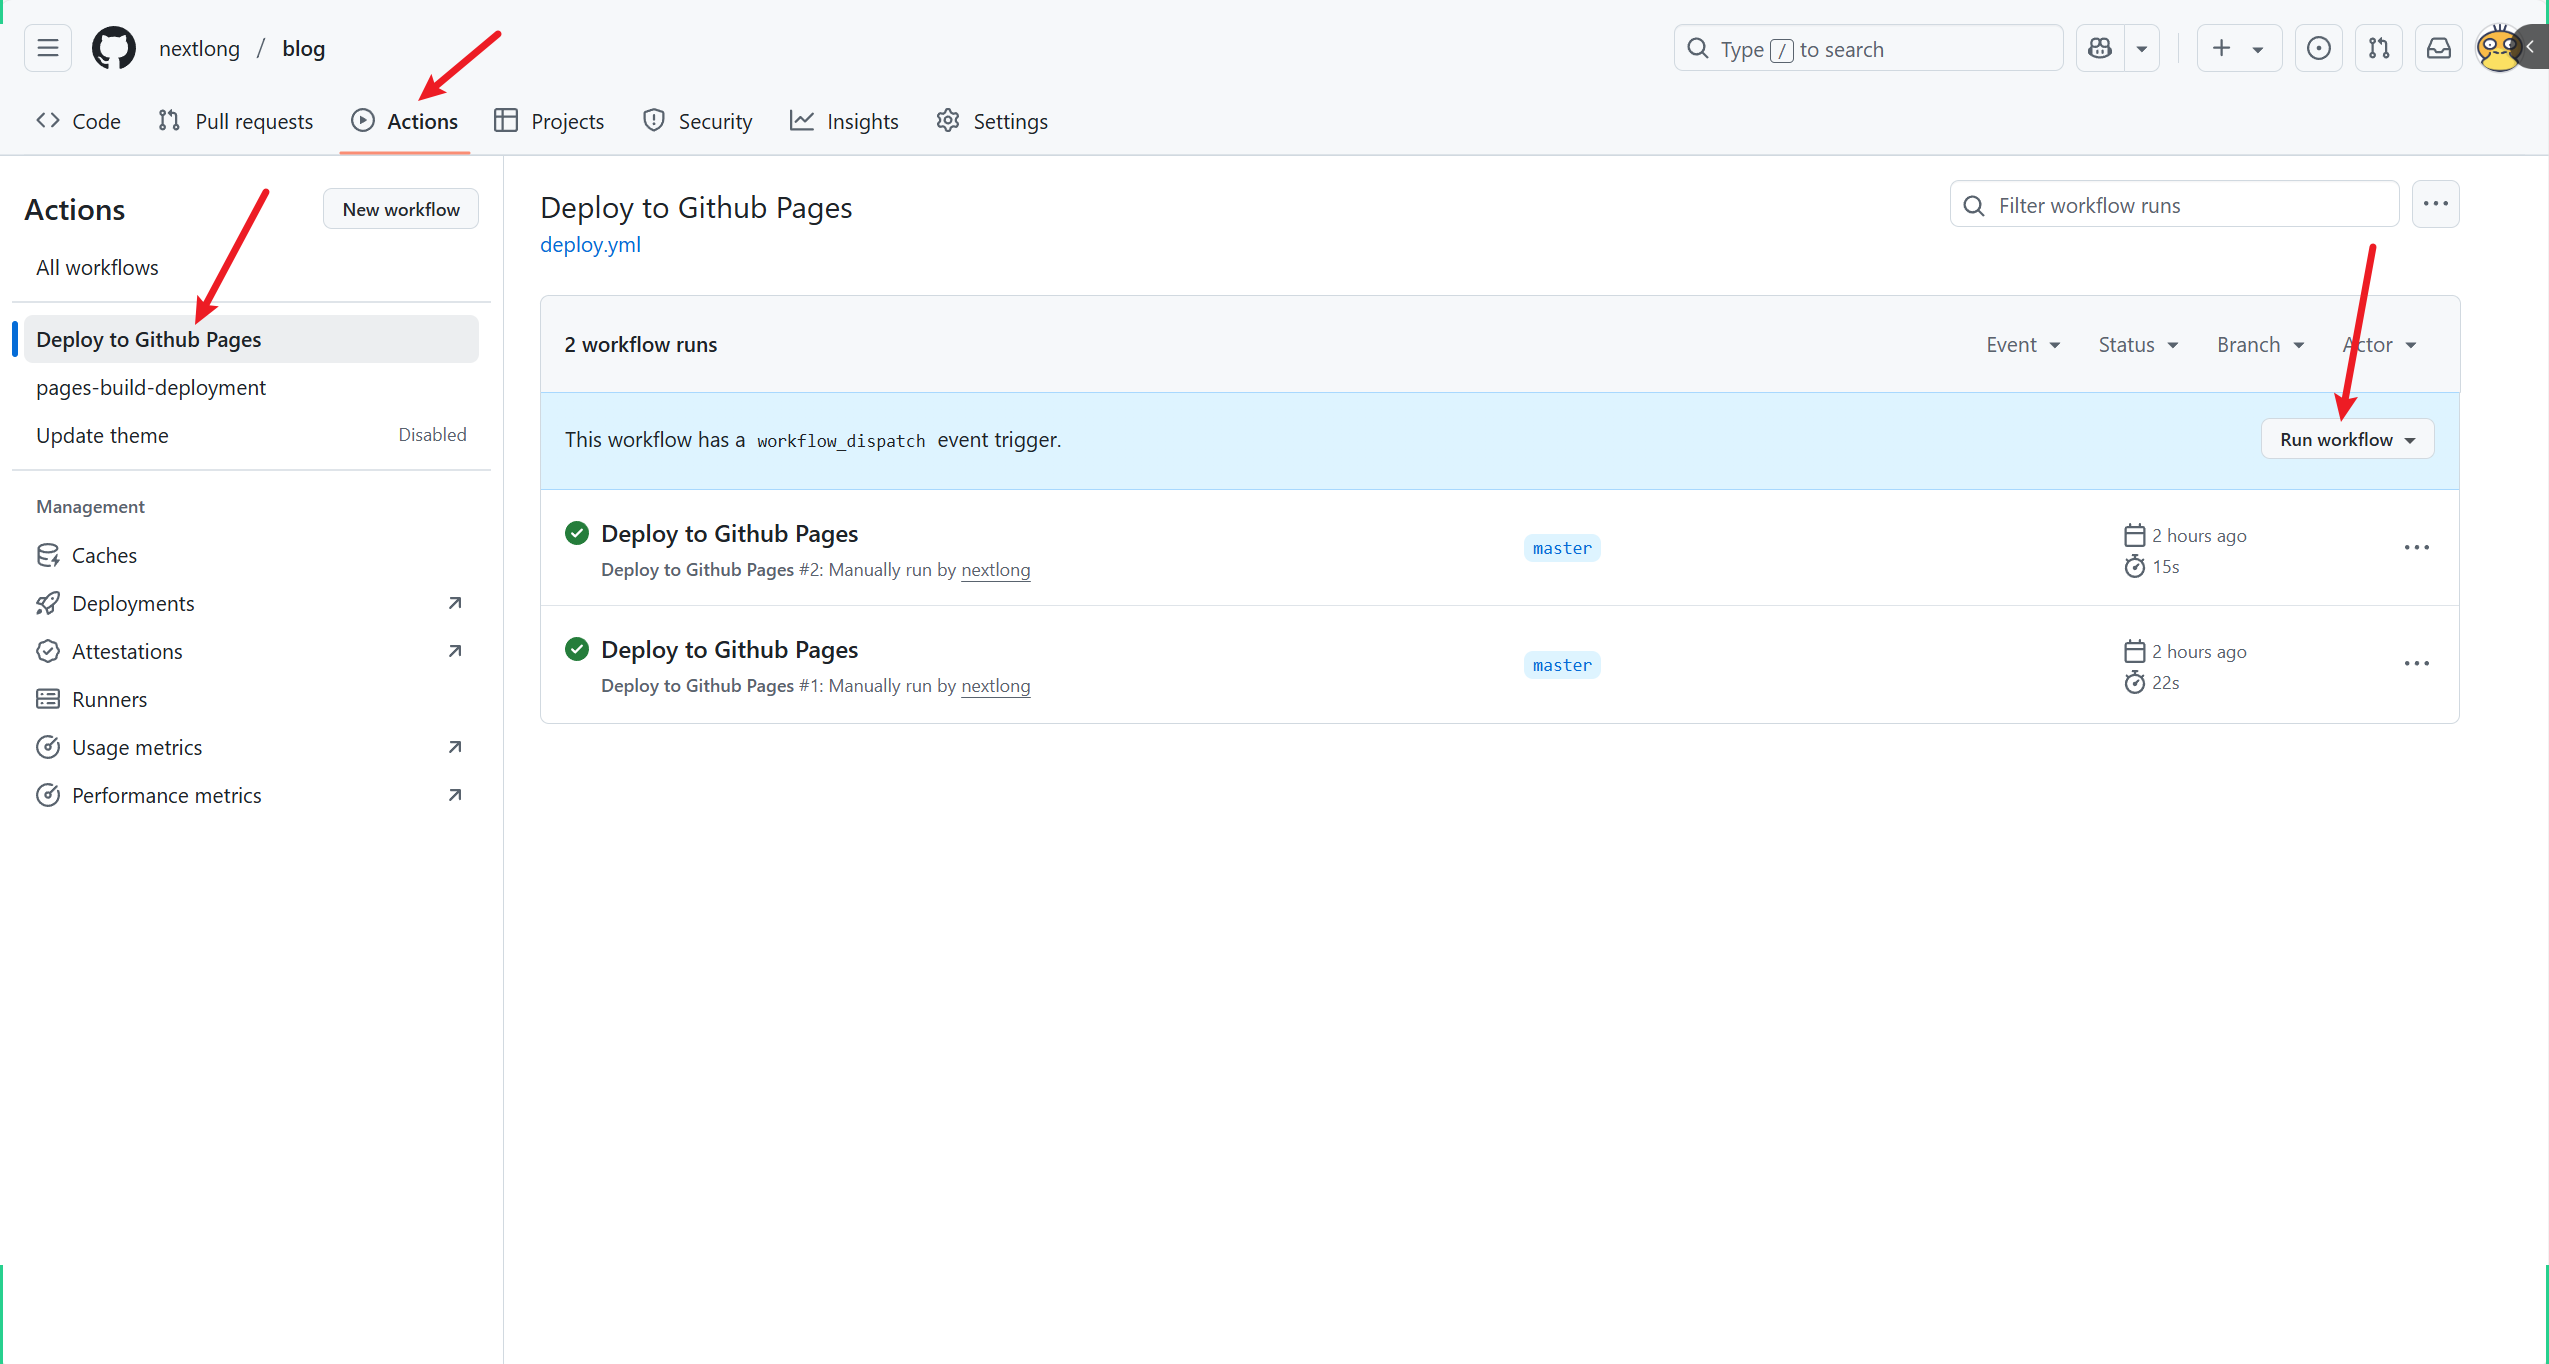 nextlong / blog
Type / to search
Code Pull requests Actions Projects Security Insights Settings
Actions
New workflow
All workflows
Deploy to Github Pages
pages-build-deployment
Update theme Disabled
Management
Caches
Deployments
Attestations
Runners
Usage metrics
Performance metrics
Deploy to Github Pages
deploy.yml
Filter workflow runs
2 workflow runs
Event Status Branch Actor
This workflow has a workflow_dispatch event trigger.
Run workflow
Deploy to Github Pages
Deploy to Github Pages #2: Manually run by nextlong
master
2 hours ago
15s
Deploy to Github Pages
Deploy to Github Pages #1: Manually run by nextlong
master
2 hours ago
22s